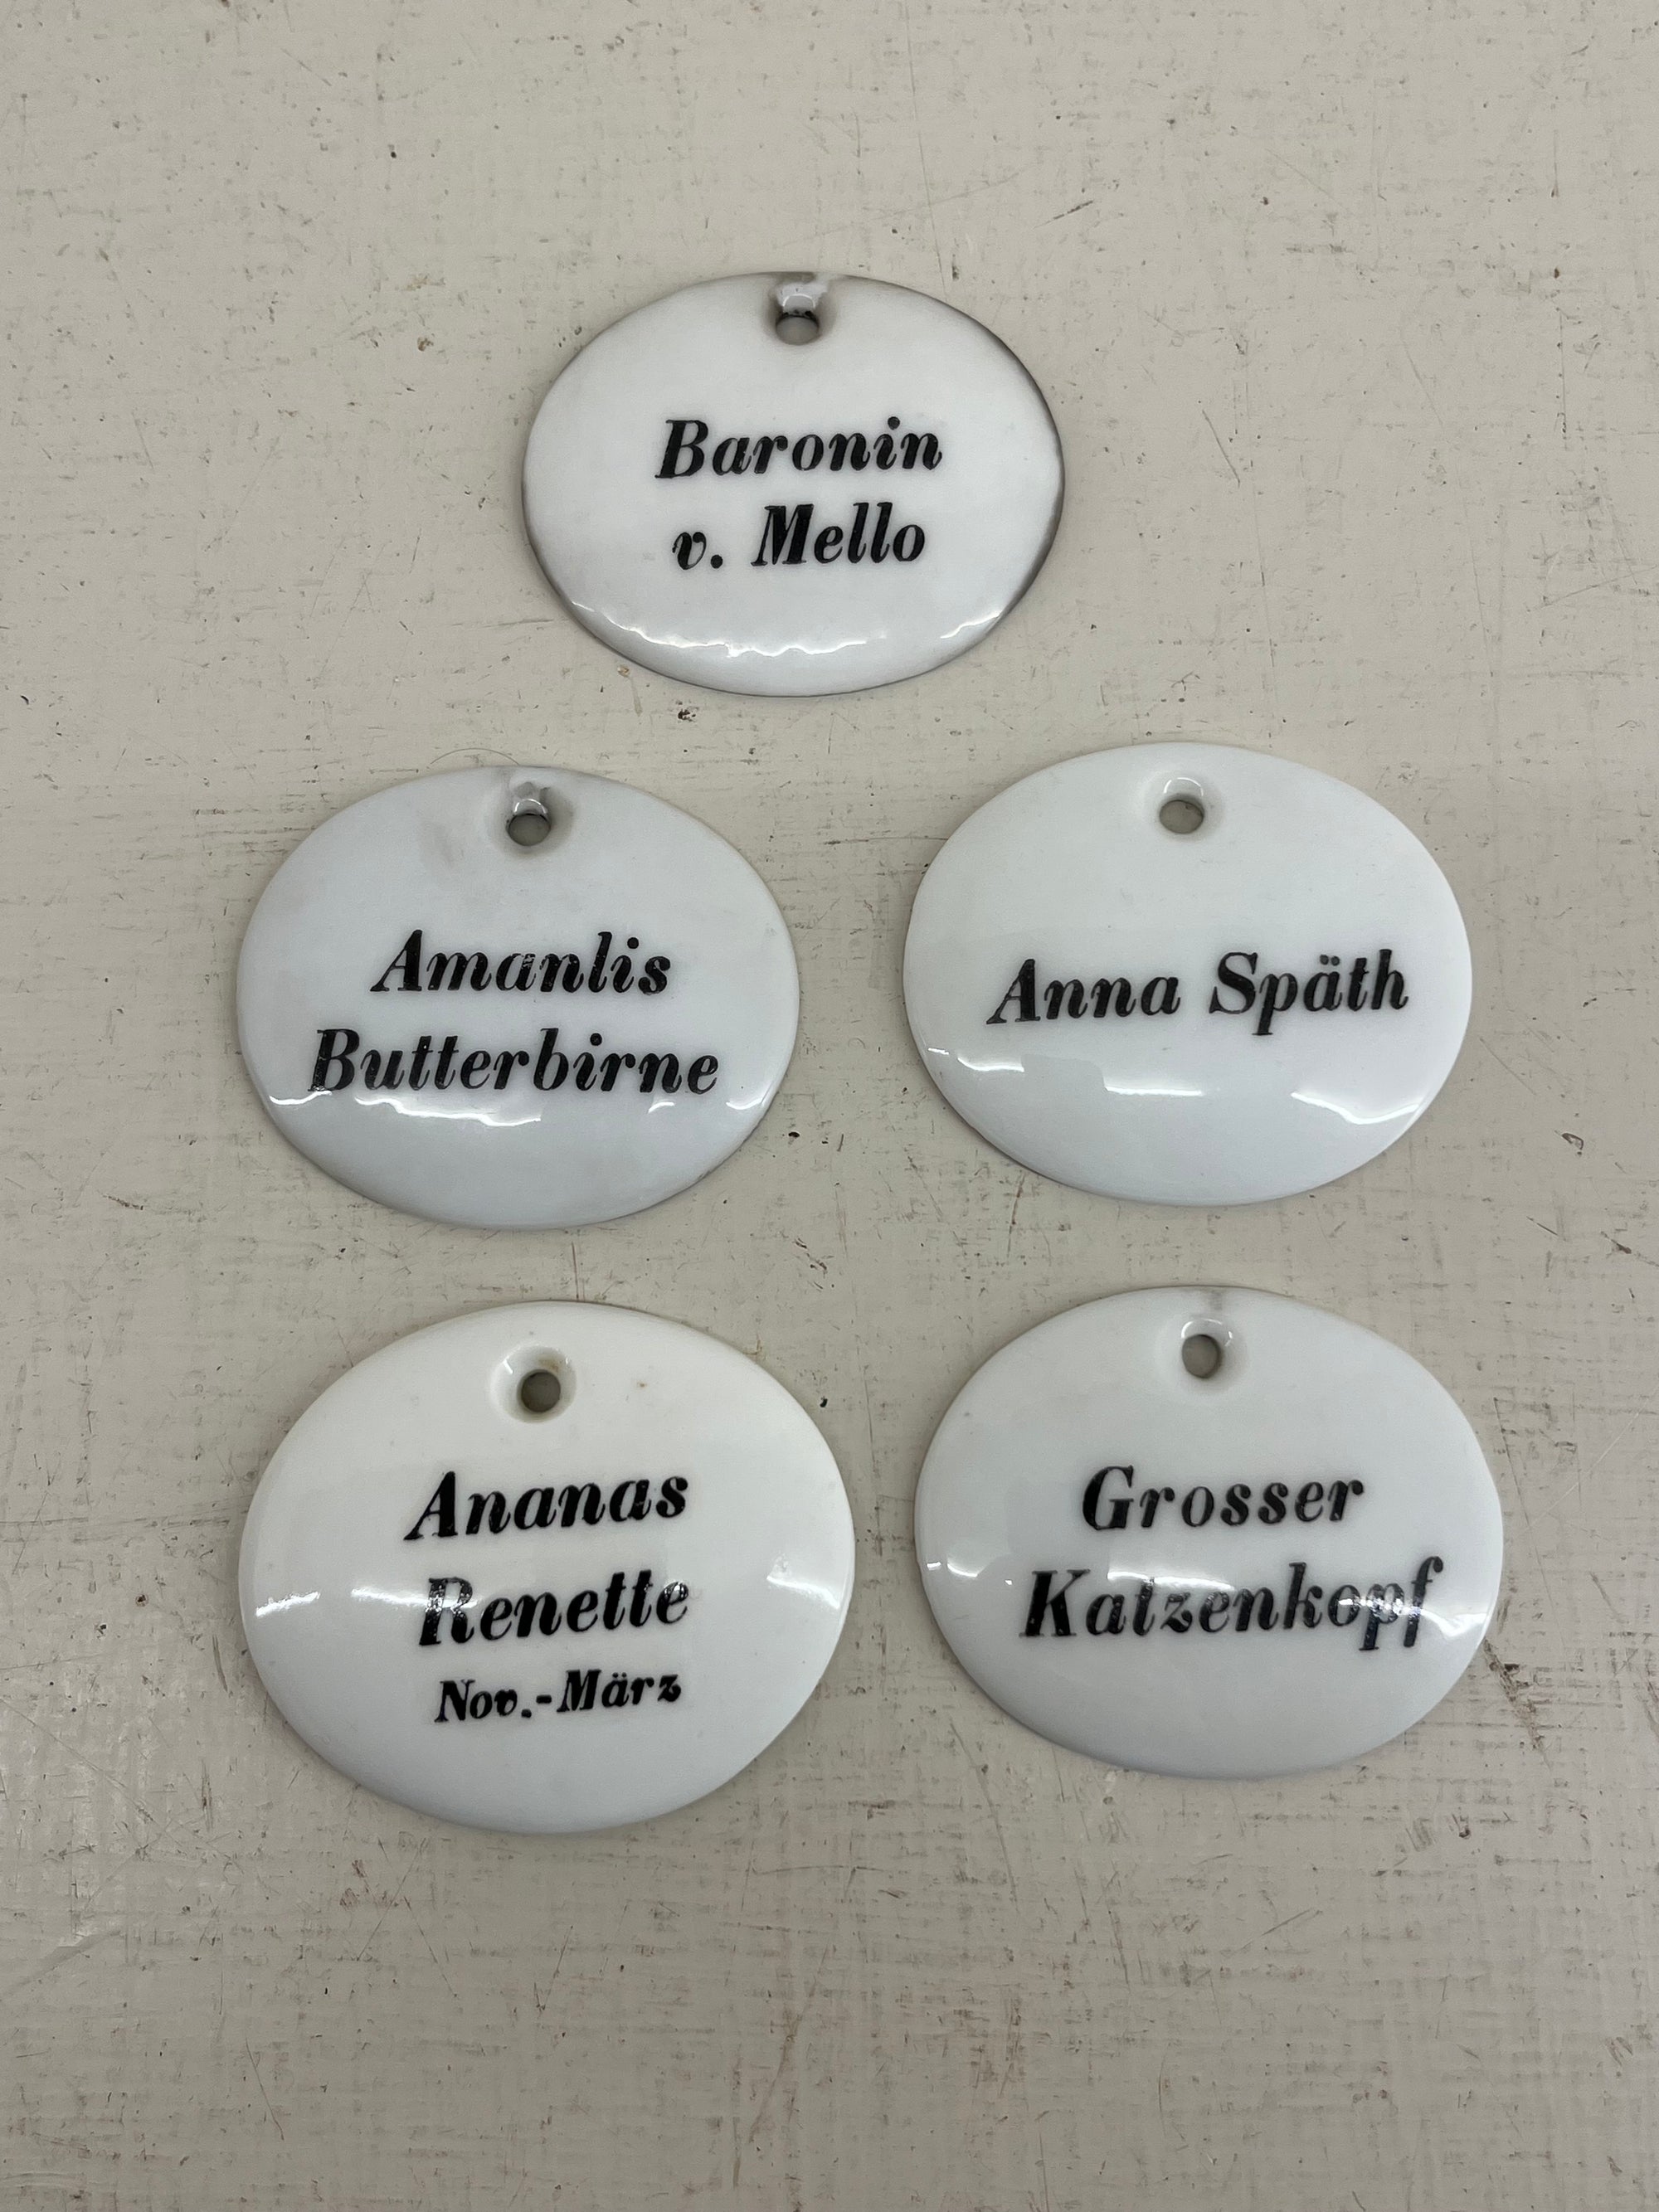 Baronin
v. Mello
Amanlis
Butterbirne
Anna Späth
Ananas
Renette
Nov.-März
Grosser
Katzenkopf